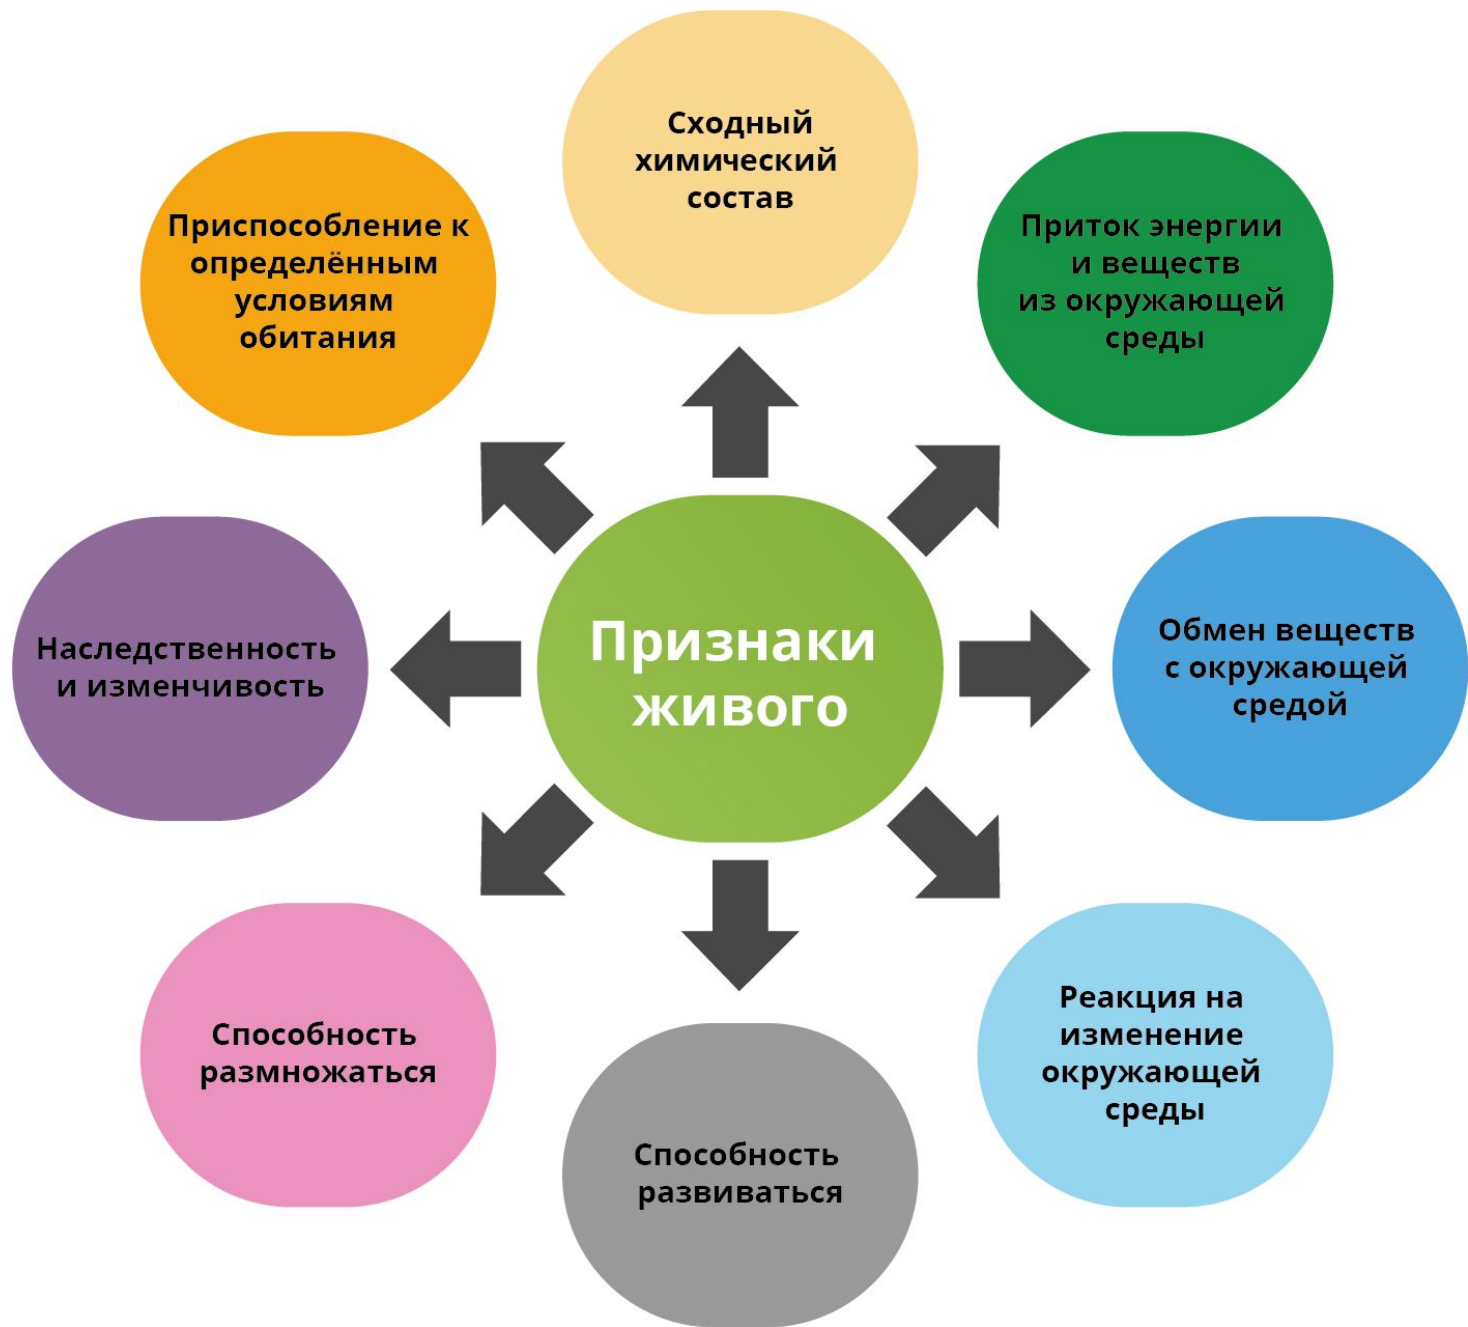 Сходный
химический
состав
Приспособление к
определённым
условиям
обитания
Приток энергии
и веществ
из окружающей
среды
Признаки
живого
Наследственность
и изменчивость
Обмен веществ
с окружающей
средой
Способность
размножаться
Реакция на
изменение
окружающей
среды
Способность
развиваться